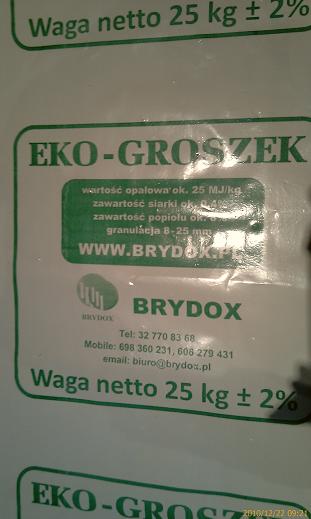 Waga netto 25 kg ± 2%
EKO-GROSZEK
wartość opałowa ok. 25 MJ/kg
zawartość siarki ok. 0,4%
zawartość popiołu ok.
granulacja 8-25 mm
WWW.BRYDOX.PL
BRYDOX
BRYDOX
Tel: 32 770 83 68
Mobile: 698 360 231, 606 279 431
email: biuro@brydox.pl
Waga netto 25 kg ± 2%
EKO-GROSZEK
2010/12/22 09:21